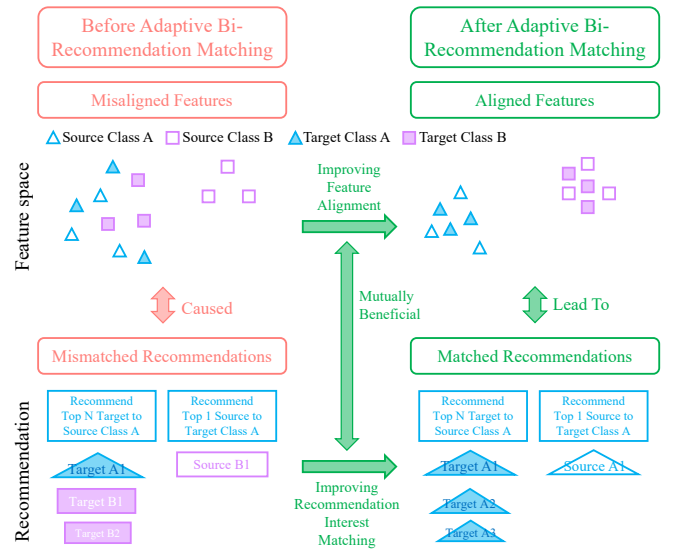 Before Adaptive Bi-
Recommendation Matching
After Adaptive Bi-
Recommendation Matching
Misaligned Features
Aligned Features
Source Class A
Source Class B
Target Class A
Target Class B
Feature space
Improving
Feature
Alignment
Caused
Mutually
Beneficial
Lead To
Mismatched Recommendations
Matched Recommendations
Recommendation
Recommend
Top N Target to
Source Class A
Recommend
Top 1 Source to
Target Class A
Target A1
Target B1
Target B2
Source B1
Improving
Recommendation
Interest
Matching
Recommend
Top N Target to
Source Class A
Recommend
Top 1 Source to
Target Class A
Target A1
Target A2
Target A3
Source A1